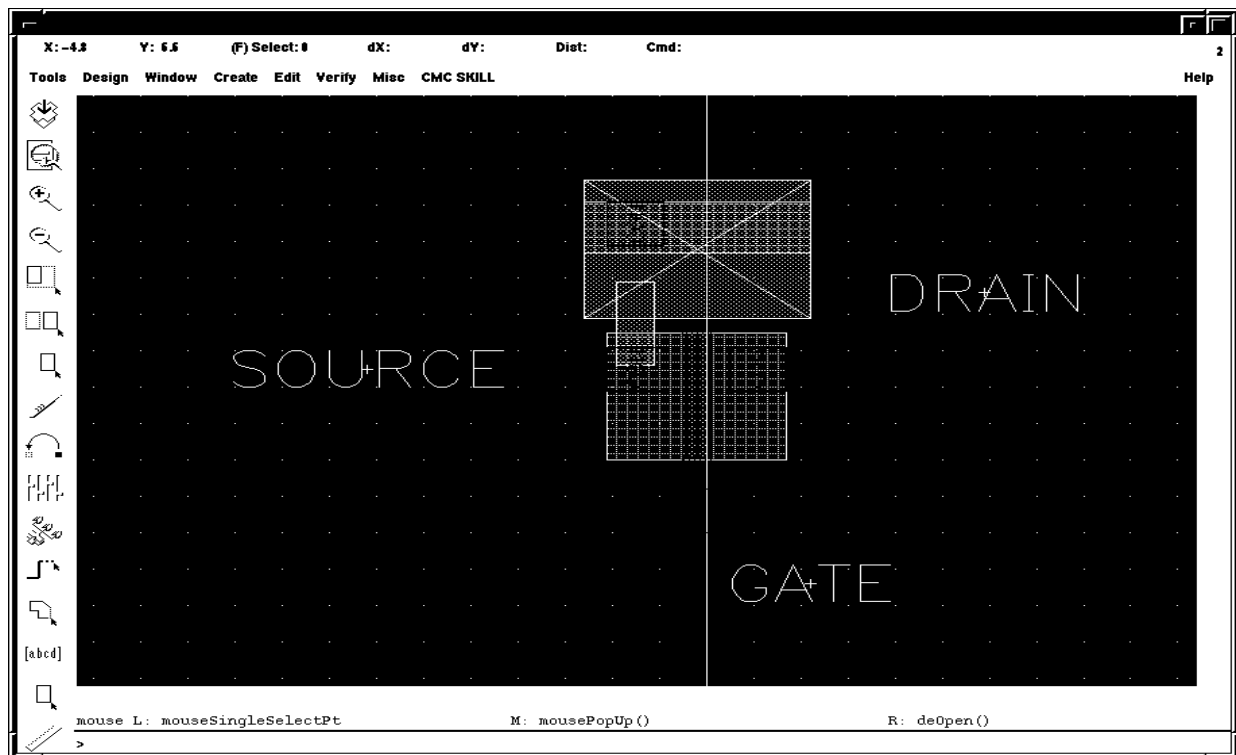 X: -4.8 Y: 6.6 (F) Select: 0 dX: dY: Dist: Cmd:
2
Tools Design Window Create Edit Verify Misc CMC SKILL Help
DRAIN
SOURCE
GATE
[abcd]
mouse L: mouseSingleSelectPt M: mousePopUp() R: deOpen()
>